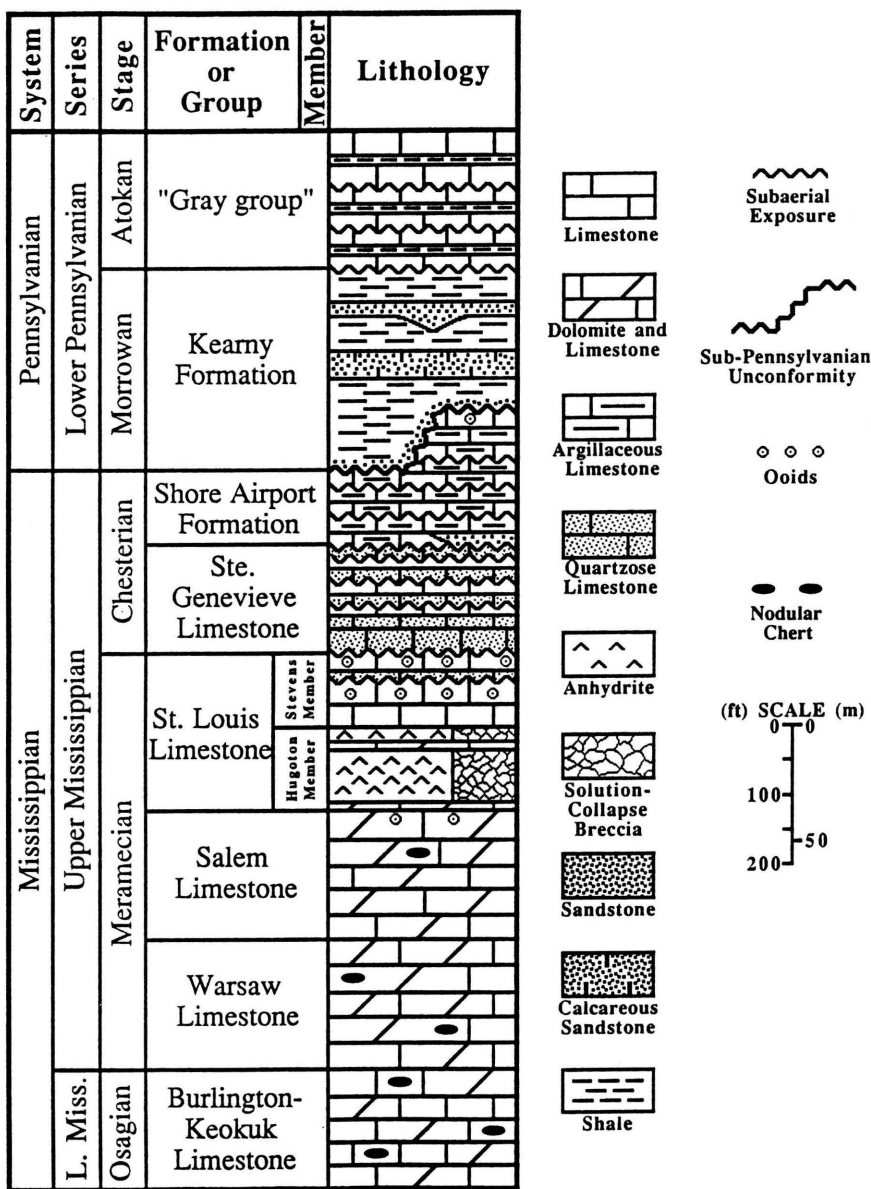 System
Series
Stage
Formation
or
Group
Member
Lithology
Pennsylvanian
Lower Pennsylvanian
Atokan
"Gray group"
Morrowan
Kearny
Formation
Mississippian
Upper Mississippian
Chesterian
Shore Airport
Formation
Ste.
Genevieve
Limestone
Meramecian
St. Louis
Limestone
Stevens
Member
Hugoton
Member
Salem
Limestone
Warsaw
Limestone
L. Miss.
Osagian
Burlington-
Keokuk
Limestone
Limestone
Dolomite and
Limestone
Argillaceous
Limestone
Quartzose
Limestone
Anhydrite
Solution-
Collapse
Breccia
Sandstone
Calcareous
Sandstone
Shale
Subaerial
Exposure
Sub-Pennsylvanian
Unconformity
Ooids
Nodular
Chert
(ft) SCALE (m)
0 0
100
50
200